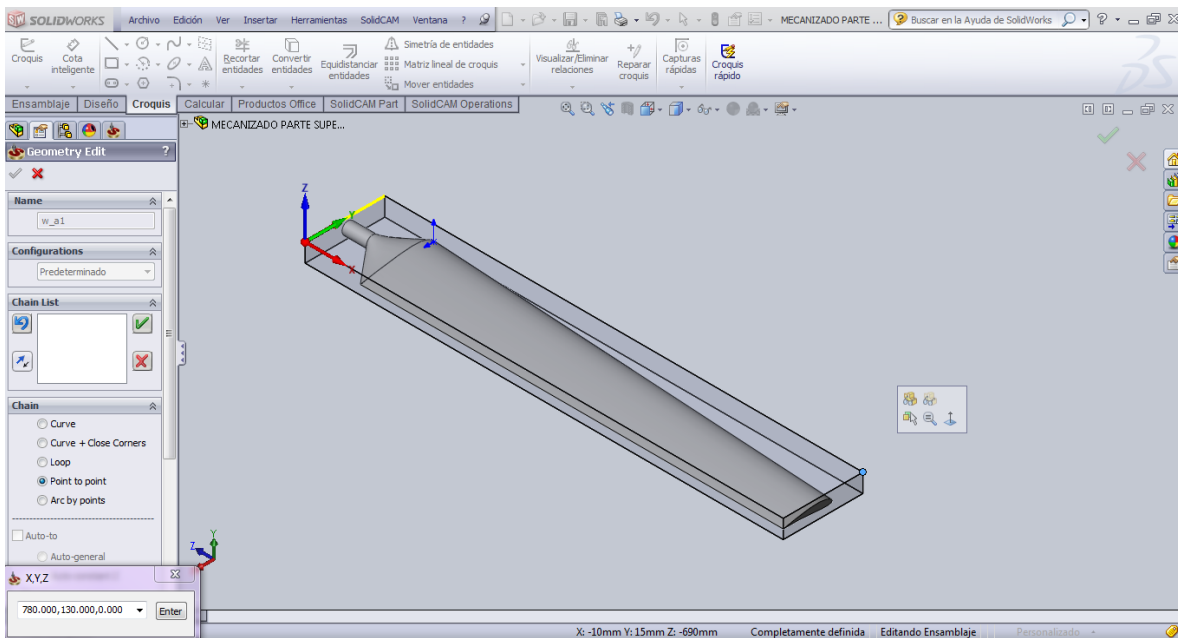 SOLIDWORKS Archivo Edición Ver Insertar Herramientas SolidCAM Ventana ? MECANIZADO PARTE ... Buscar en la Ayuda de SolidWorks ?
Croquis
Cota inteligente
Recortar entidades
Convertir entidades
Equidistanciar entidades
Simetría de entidades
Matriz lineal de croquis
Mover entidades
Visualizar/Eliminar relaciones
Reparar croquis
Capturas rápidas
Croquis rápido
Ensamblaje Diseño Croquis Calcular Productos Office SolidCAM Part SolidCAM Operations
MECANIZADO PARTE SUPE...
Geometry Edit ?
Name
w_a1
Configurations
Predeterminado
Chain List
Chain
Curve
Curve + Close Corners
Loop
Point to point
Arc by points
Auto-to
Auto-general
X,Y,Z
780.000,130.000,0.000 Enter
Z
Y
X
Z Y
X: -10mm Y: 15mm Z: -690mm Completamente definida Editando Ensamblaje Personalizado